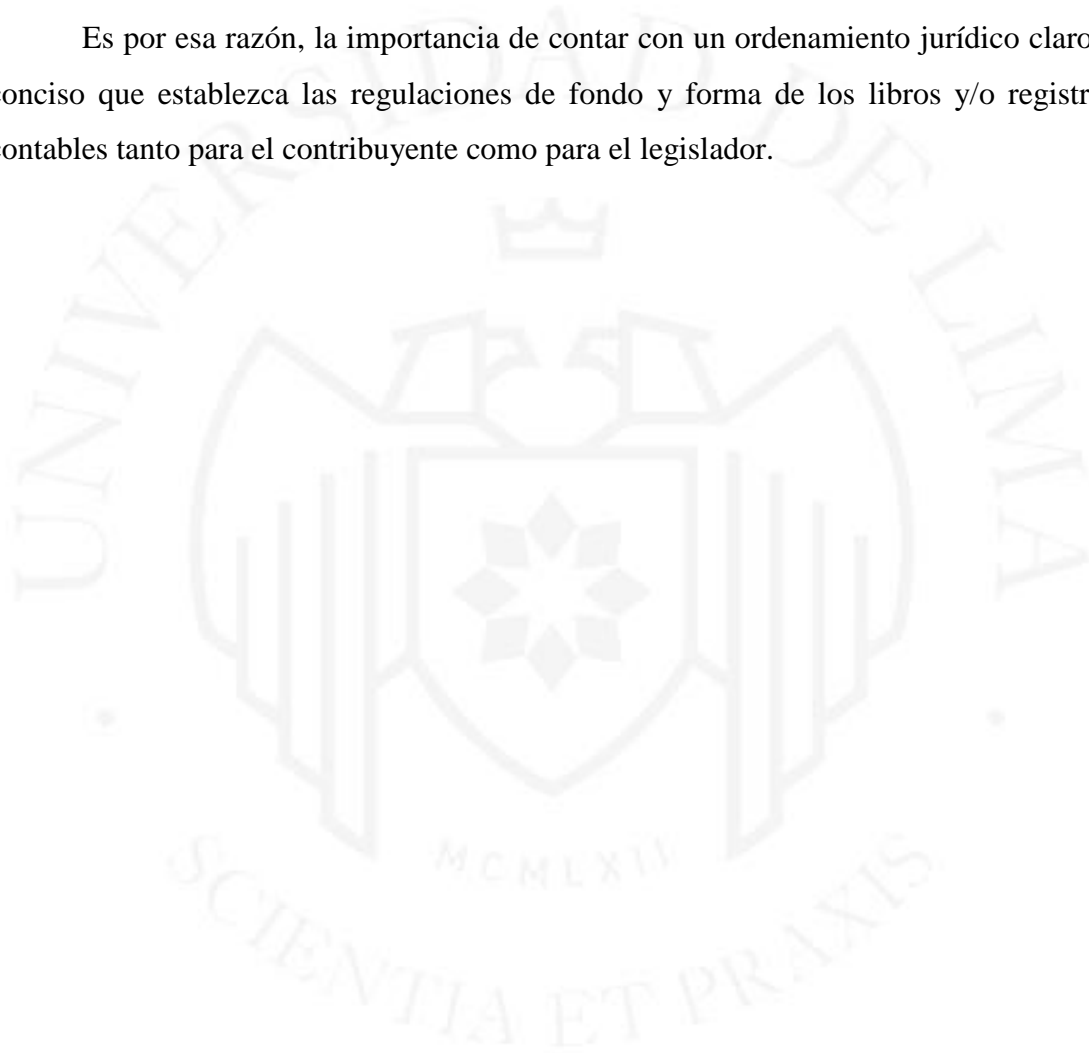 Es por esa razón, la importancia de contar con un ordenamiento jurídico claro
conciso que establezca las regulaciones de fondo y forma de los libros y/o registr
contables tanto para el contribuyente como para el legislador.
UNIVERSIDAD DE LIMA
MCMLXII
SCIENTIA ET PRAXIS